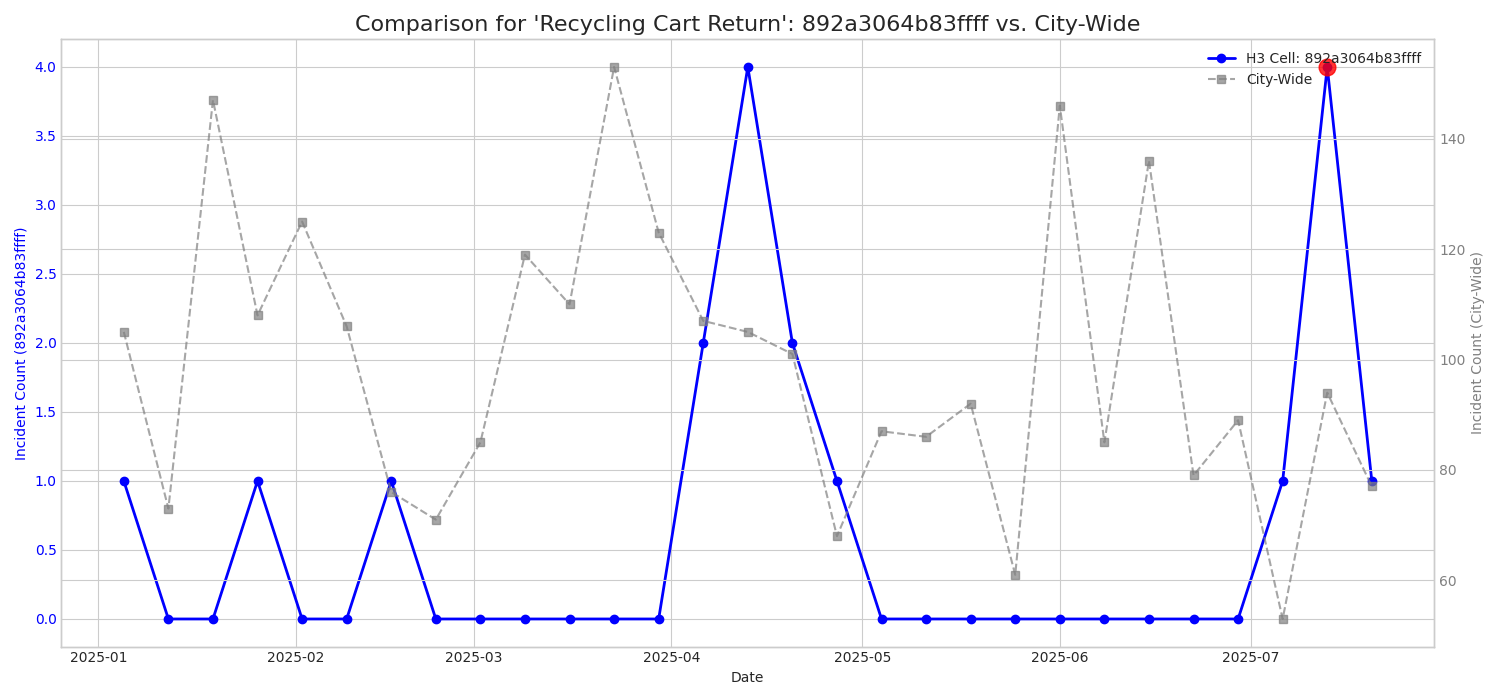 Comparison for 'Recycling Cart Return': 892a3064b83ffff vs. City-Wide
H3 Cell: 892a3064b83ffff
City-Wide
Incident Count (892a3064b83ffff)
4.0
3.5
3.0
2.5
2.0
1.5
1.0
0.5
0.0
140
120
100
80
60
Incident Count (City-Wide)
2025-01 2025-02 2025-03 2025-04 2025-05 2025-06 2025-07
Date